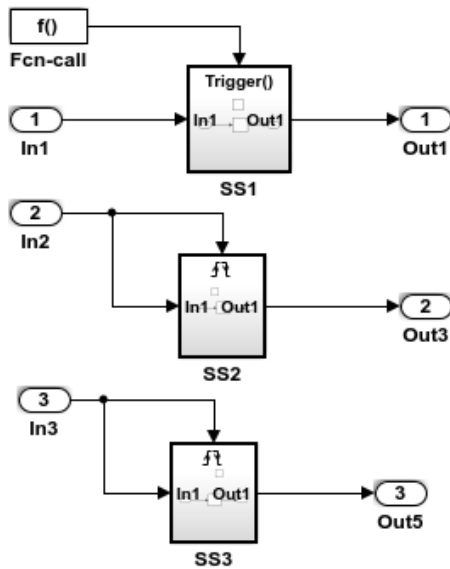 f()
Fcn-call
Trigger()
1
In1
In1 Out1
SS1
1
Out1
2
In2
In1 Out1
SS2
2
Out3
3
In3
In1 Out1
SS3
3
Out5